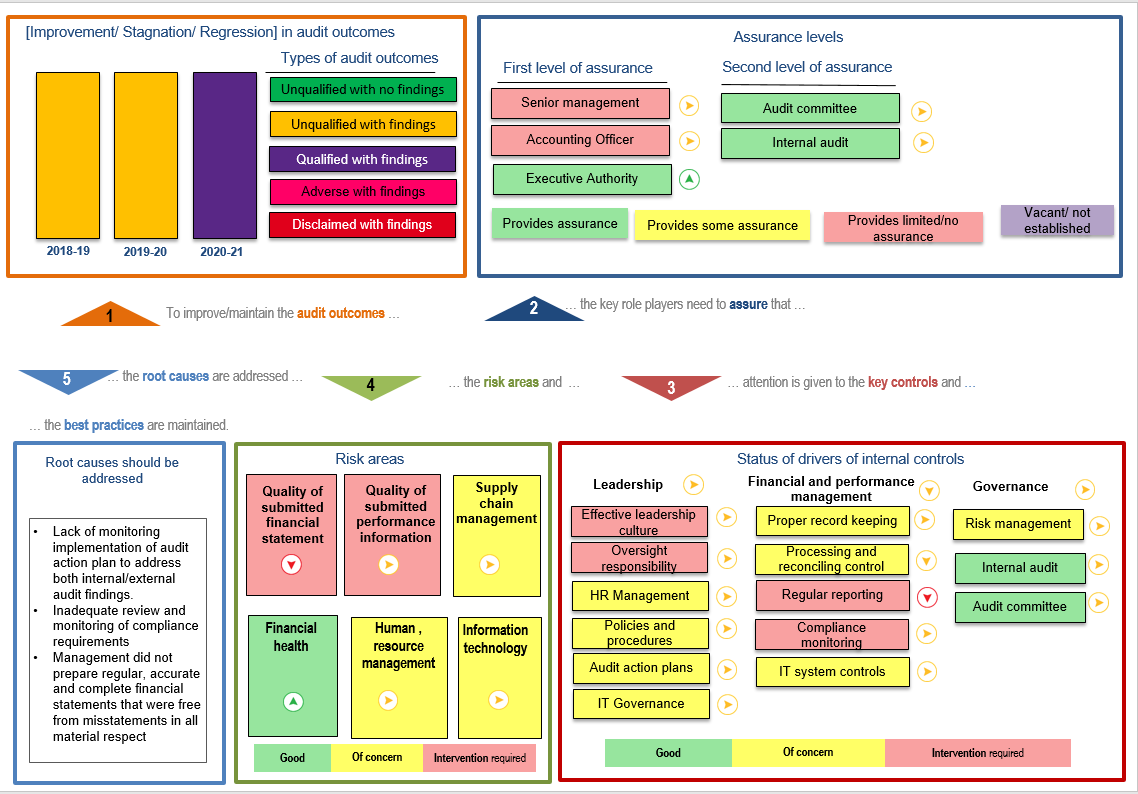 [Improvement/ Stagnation/ Regression] in audit outcomes
Types of audit outcomes
Unqualified with no findings
Unqualified with findings
Qualified with findings
Adverse with findings
Disclaimed with findings
2018-19
2019-20
2020-21
Assurance levels
First level of assurance
Second level of assurance
Senior management
Accounting Officer
Executive Authority
Audit committee
Internal audit
Provides assurance
Provides some assurance
Provides limited/no
assurance
Vacant/ not
established
1
To improve/maintain the audit outcomes …
2
… the key role players need to assure that …
5
… the root causes are addressed …
4
… the risk areas and …
3
… attention is given to the key controls and …
… the best practices are maintained.
Root causes should be
addressed
• Lack of monitoring
implementation of audit
action plan to address
both internal/external
audit findings.
• Inadequate review and
monitoring of compliance
requirements
• Management did not
prepare regular, accurate
and complete financial
statements that were free
from misstatements in all
material respect
Risk areas
Quality of
submitted
financial
statement
Quality of
submitted
performance
information
Supply
chain
management
Financial
health
Human ,
resource
management
Information
technology
Good
Of concern
Intervention required
Status of drivers of internal controls
Leadership
Effective leadership
culture
Oversight
responsibility
HR Management
Policies and
procedures
Audit action plans
IT Governance
Financial and performance
management
Proper record keeping
Processing and
reconciling control
Regular reporting
Compliance
monitoring
IT system controls
Governance
Risk management
Internal audit
Audit committee
Good
Of concern
Intervention required